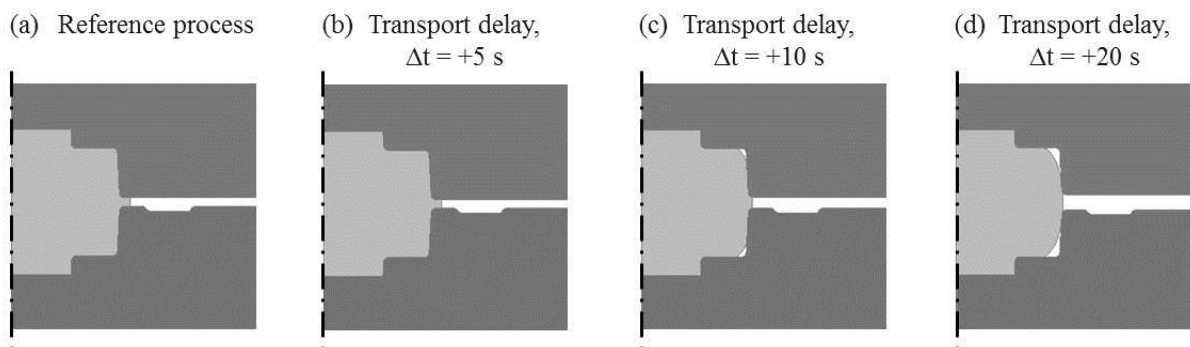 (a) Reference process
(b) Transport delay,
Δt = +5 s
(c) Transport delay,
Δt = +10 s
(d) Transport delay,
Δt = +20 s